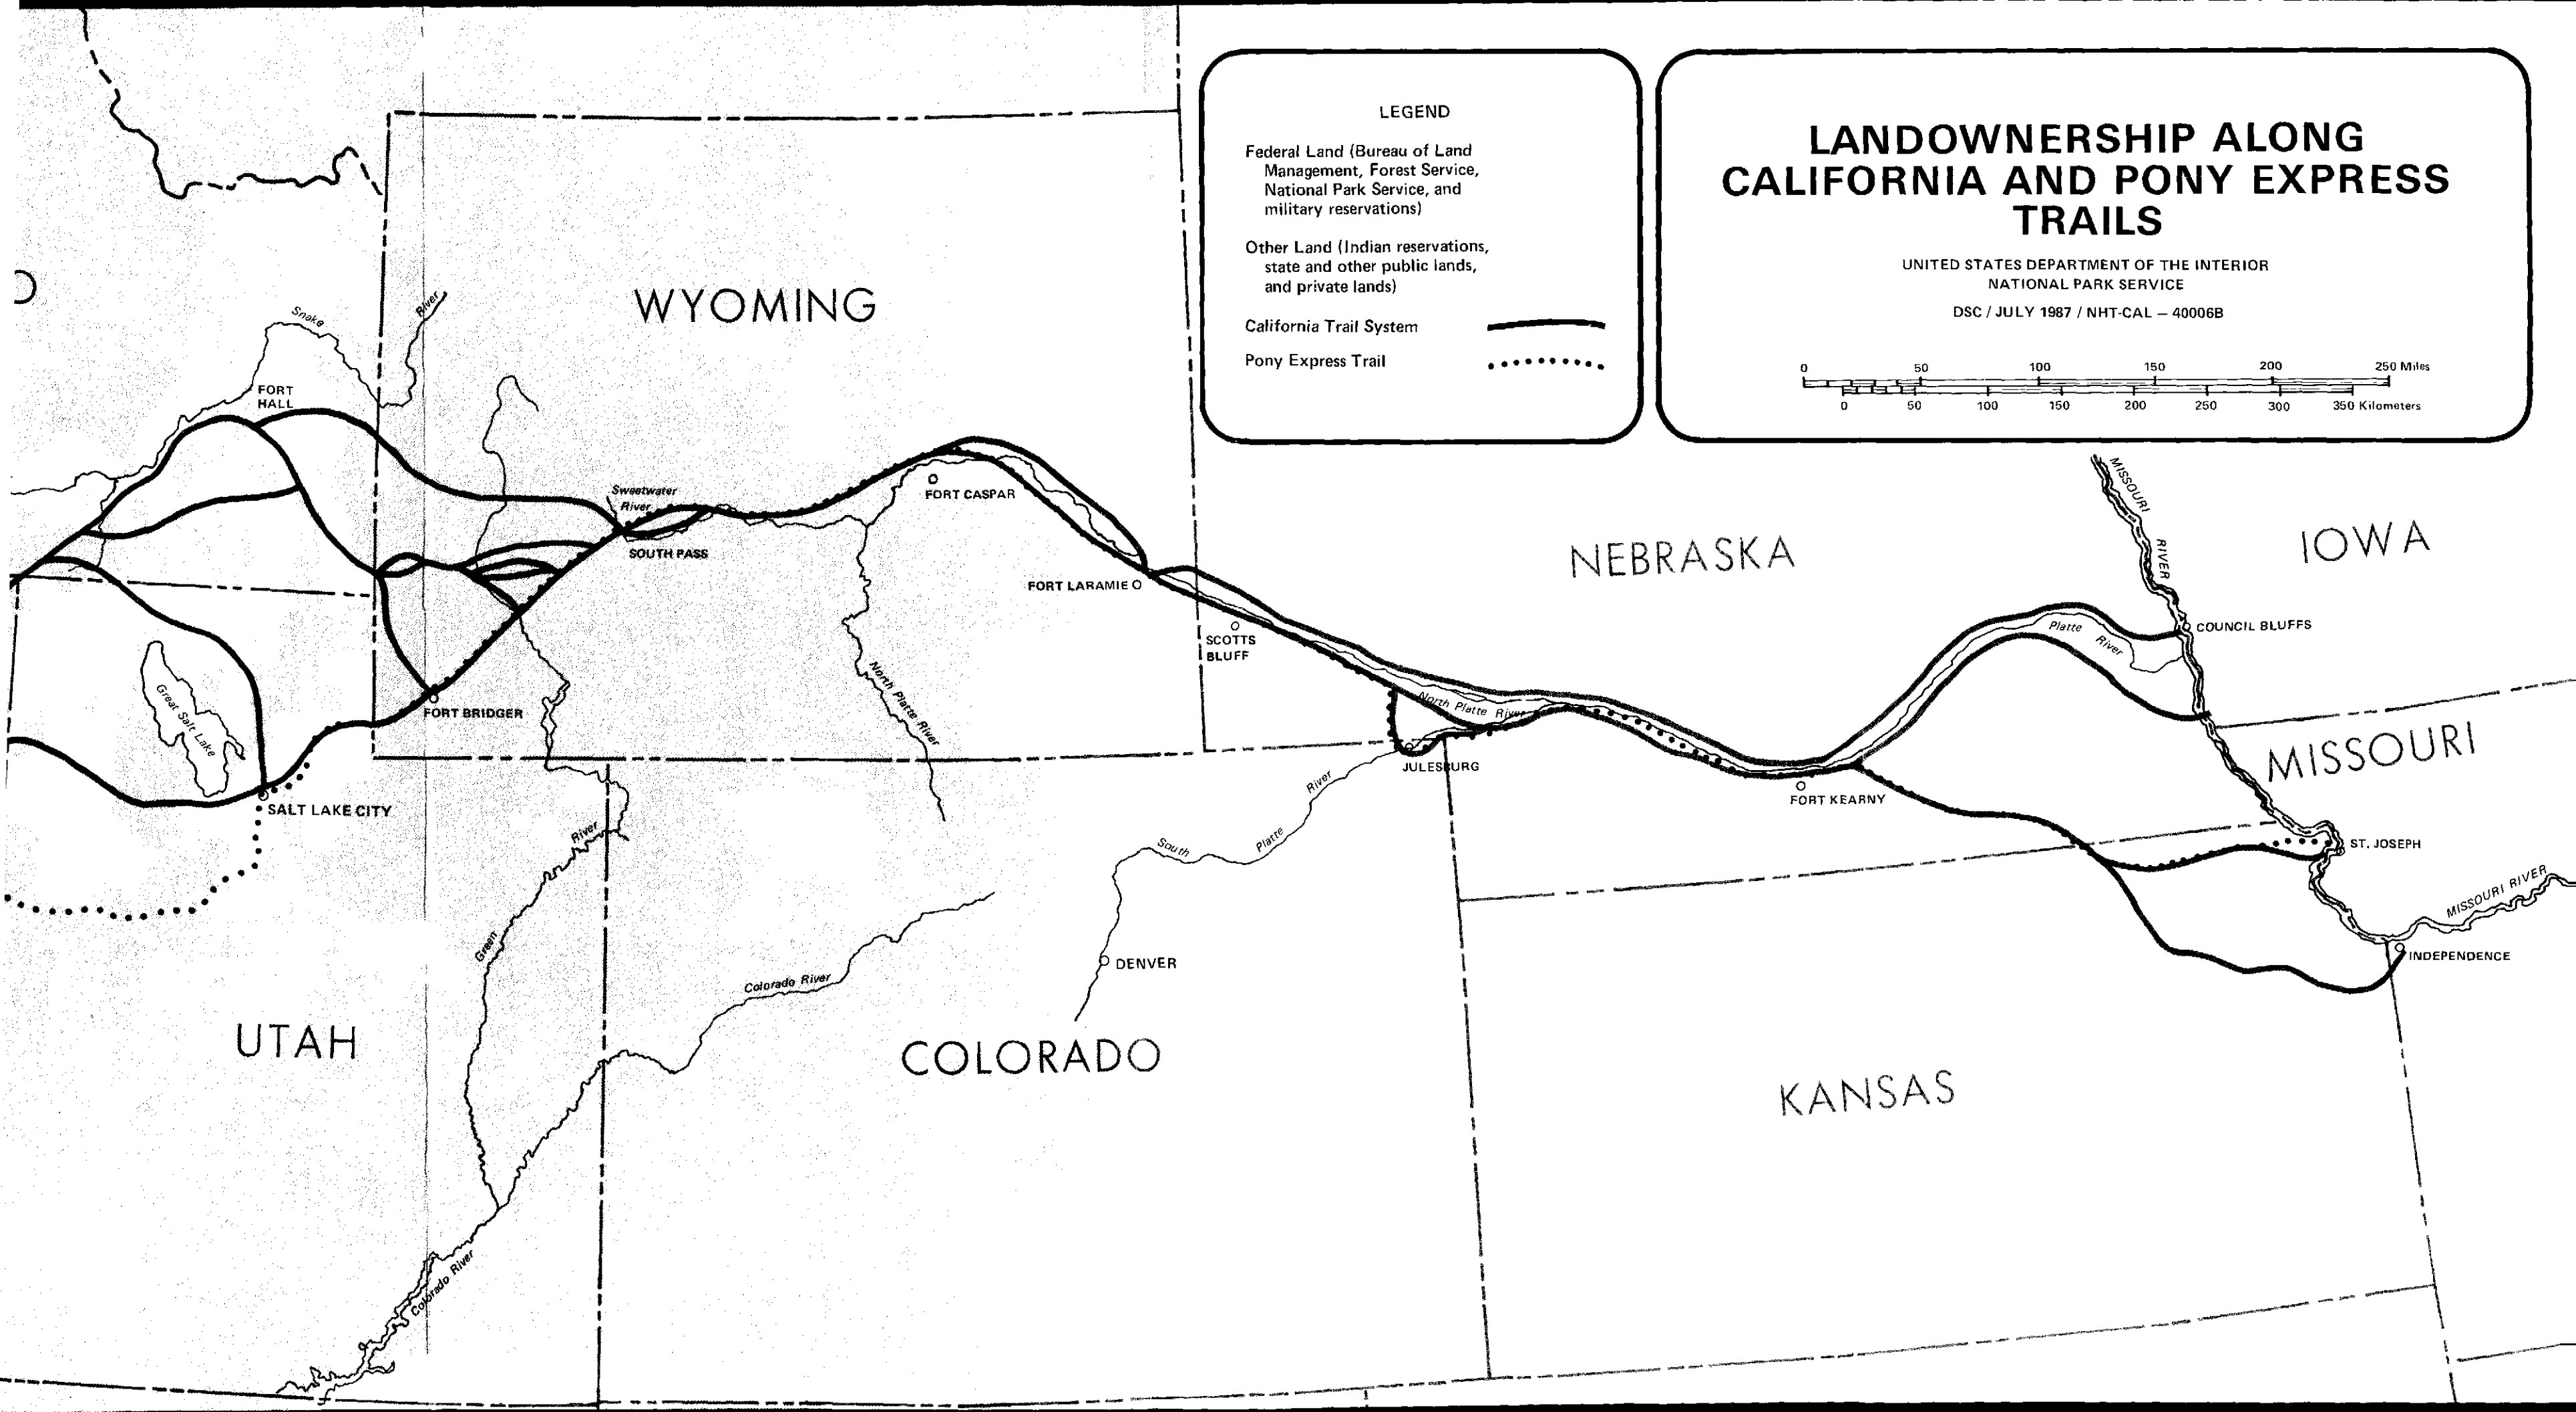 LEGEND
Federal Land (Bureau of Land
Management, Forest Service,
National Park Service, and
military reservations)
Other Land (Indian reservations,
state and other public lands,
and private lands)
California Trail System
Pony Express Trail
LANDOWNERSHIP ALONG
CALIFORNIA AND PONY EXPRESS
TRAILS
UNITED STATES DEPARTMENT OF THE INTERIOR
NATIONAL PARK SERVICE
DSC / JULY 1987 / NHT-CAL – 40006B
0 50 100 150 200 250 Miles
0 50 100 150 200 250 300 350 Kilometers
WYOMING
Snake
River
FORT
HALL
Sweetwater
River
SOUTH PASS
FORT CASPAR
FORT LARAMIE
SCOTTS
BLUFF
NEBRASKA
IOWA
MISSOURI
RIVER
COUNCIL BLUFFS
Platte
River
Great Salt Lake
FORT BRIDGER
North Platte River
North Platte River
JULESBURG
MISSOURI
SALT LAKE CITY
River
South
Platte
FORT KEARNY
ST. JOSEPH
River
Green
MISSOURI RIVER
INDEPENDENCE
DENVER
Colorado River
UTAH
COLORADO
KANSAS
Colorado River